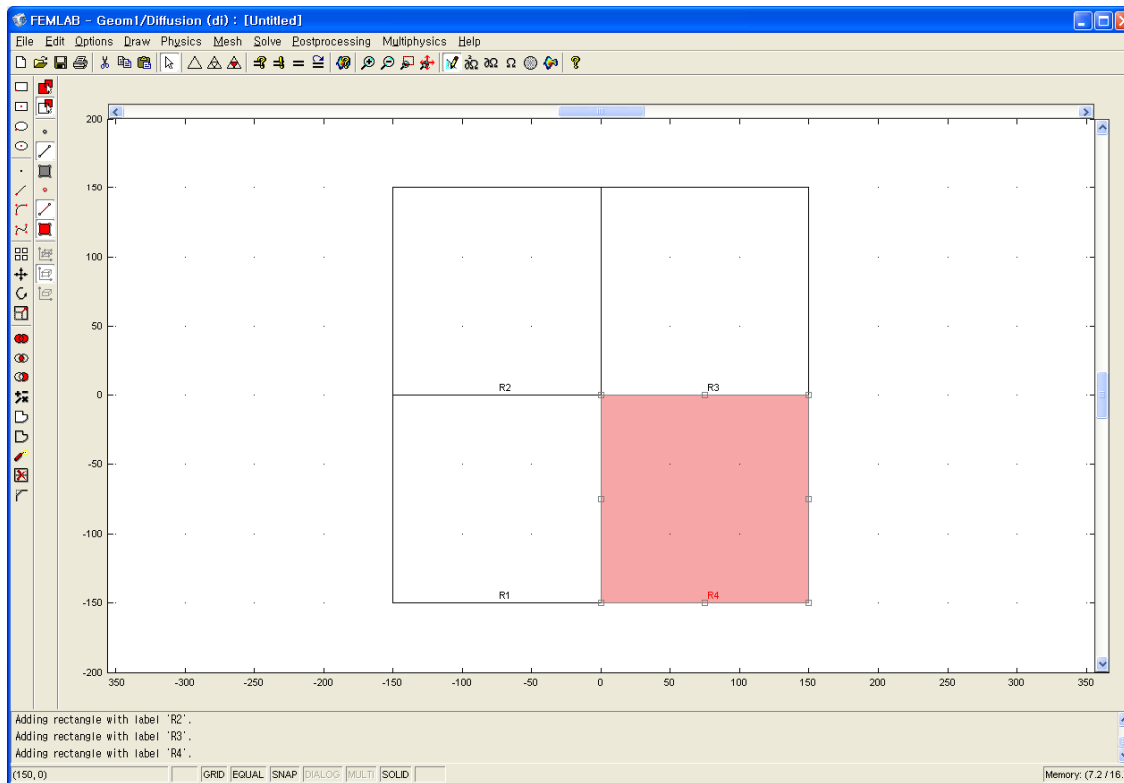 FEMLAB - Geom1/Diffusion (di) : [Untitled]
File Edit Options Draw Physics Mesh Solve Postprocessing Multiphysics Help
200
150
100
50
0
-50
-100
-150
-200
R2
R3
R1
R4
350 -300 -250 -200 -150 -100 -50 0 50 100 150 200 250 300 350
Adding rectangle with label 'R2'.
Adding rectangle with label 'R3'.
Adding rectangle with label 'R4'.
(150, 0) GRID EQUAL SNAP DIALOG MULTI SOLID Memory: (7.2 / 16.